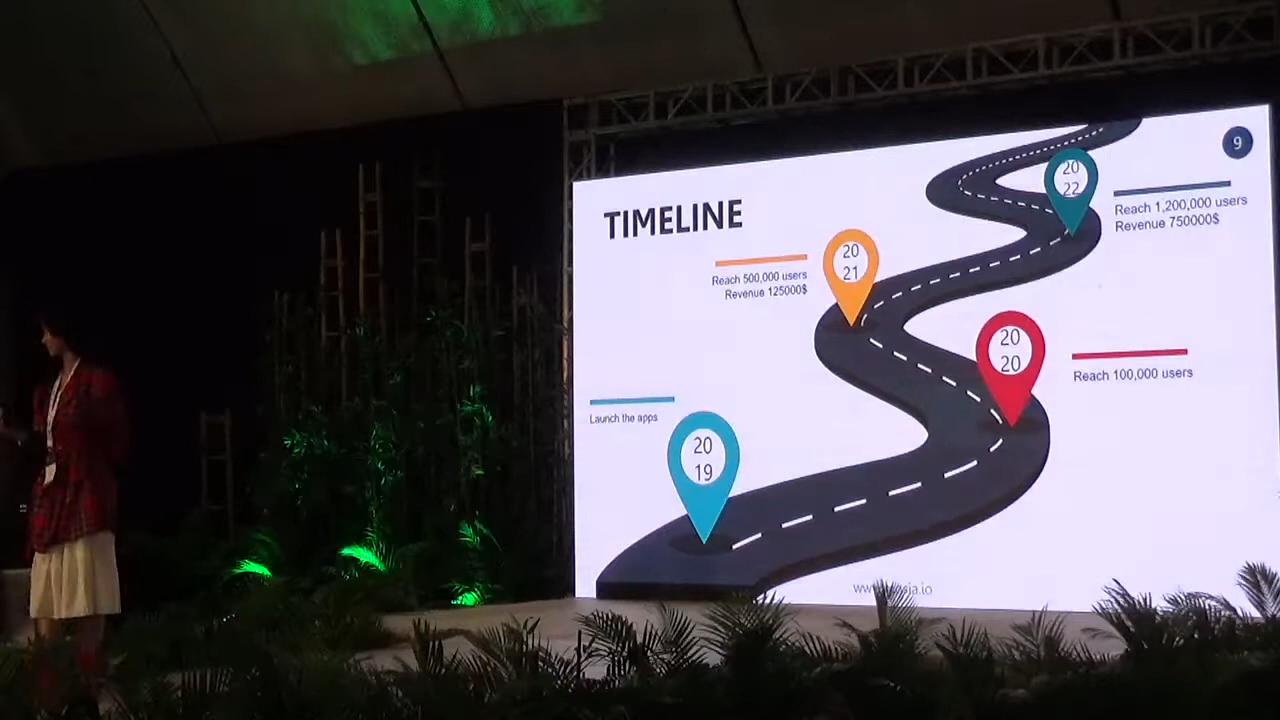 9
TIMELINE
20
22
Reach 1,200,000 users
Revenue 750000$
20
21
Reach 500,000 users
Revenue 125000$
20
20
Reach 100,000 users
Launch the apps
20
19